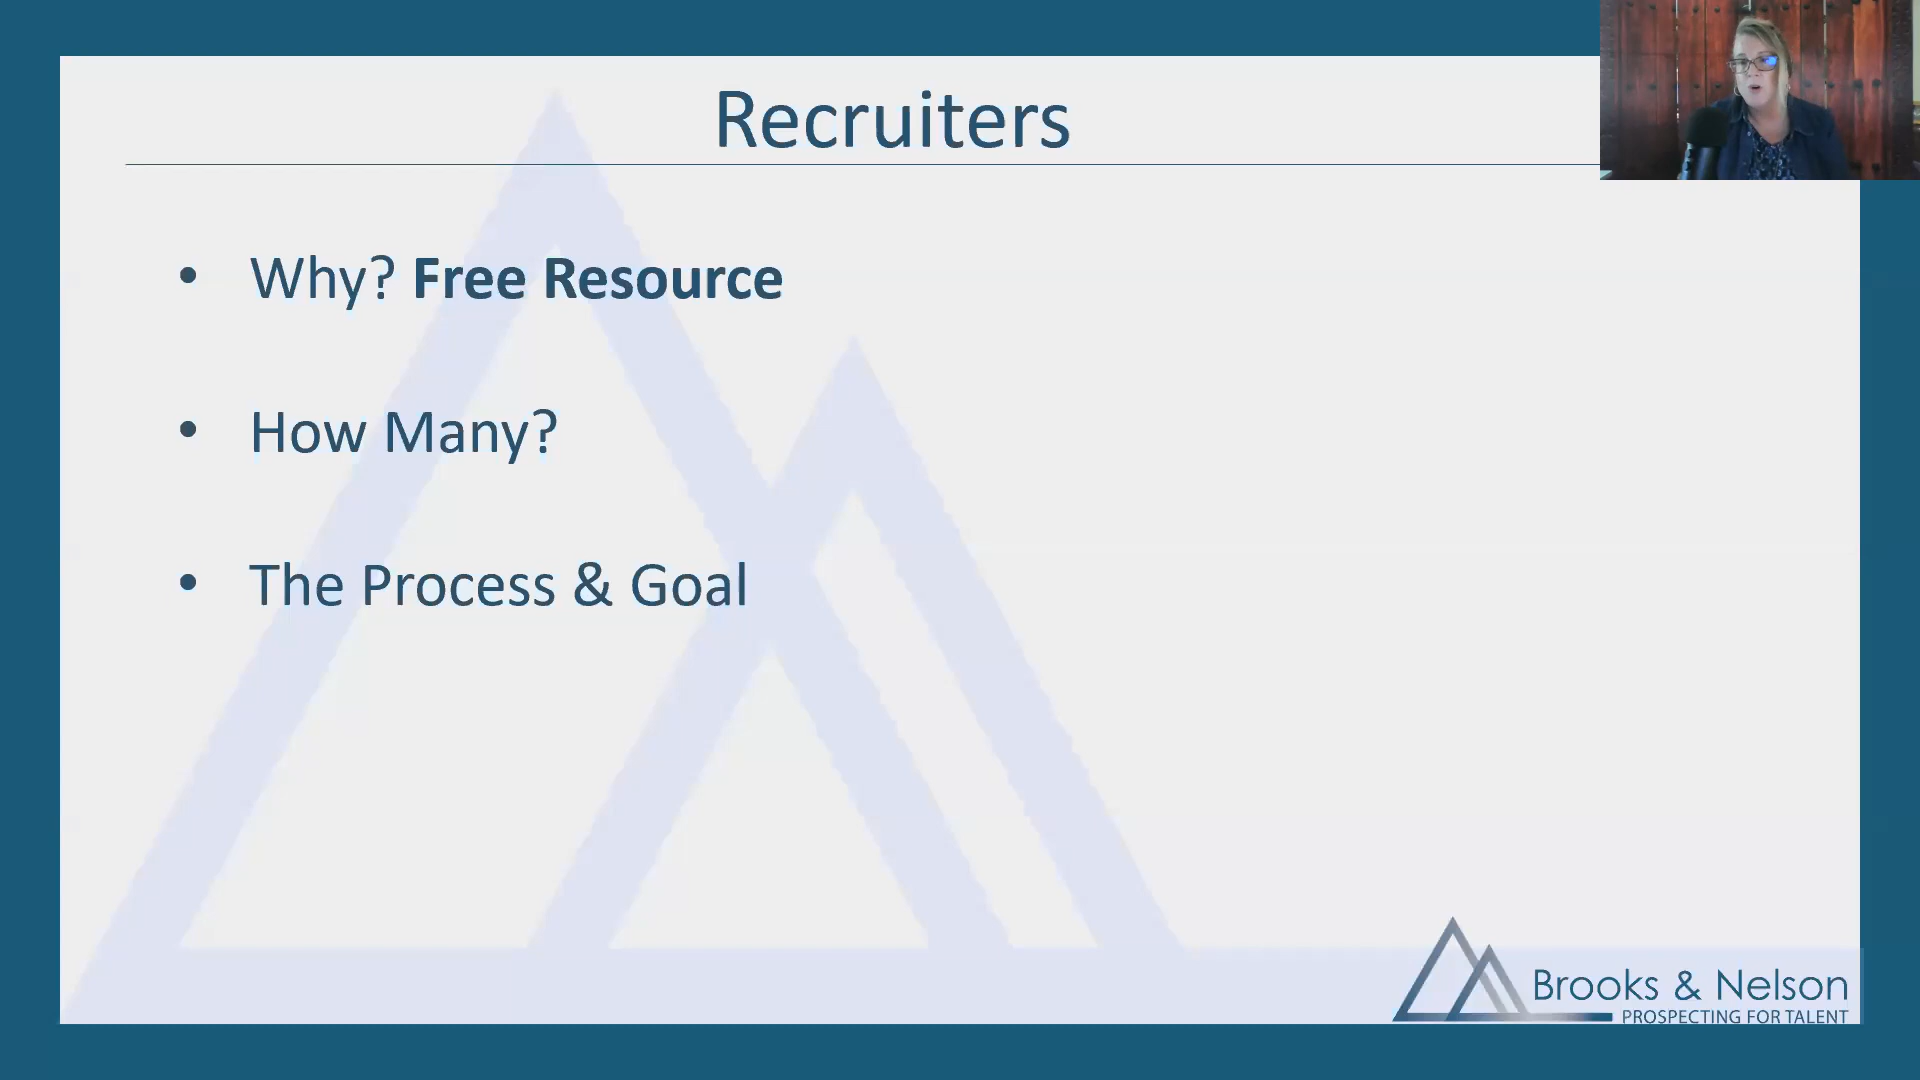 Recruiters
• Why? Free Resource
• How Many?
• The Process & Goal
Brooks & Nelson
PROSPECTING FOR TALENT